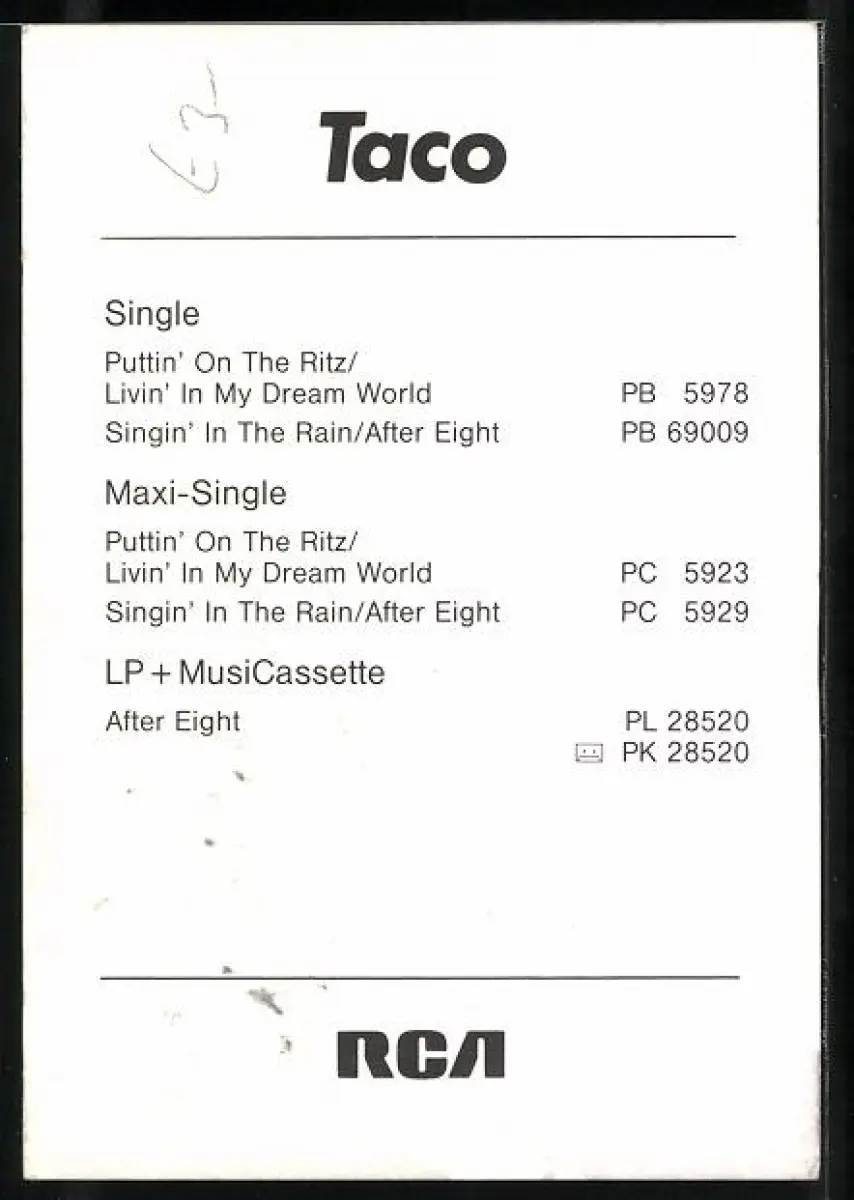 Taco
Single
Puttin' On The Ritz/
Livin' In My Dream World PB 5978
Singin' In The Rain/After Eight PB 69009
Maxi-Single
Puttin' On The Ritz/
Livin' In My Dream World PC 5923
Singin' In The Rain/After Eight PC 5929
LP + MusiCassette
After Eight PL 28520
PK 28520
RCA